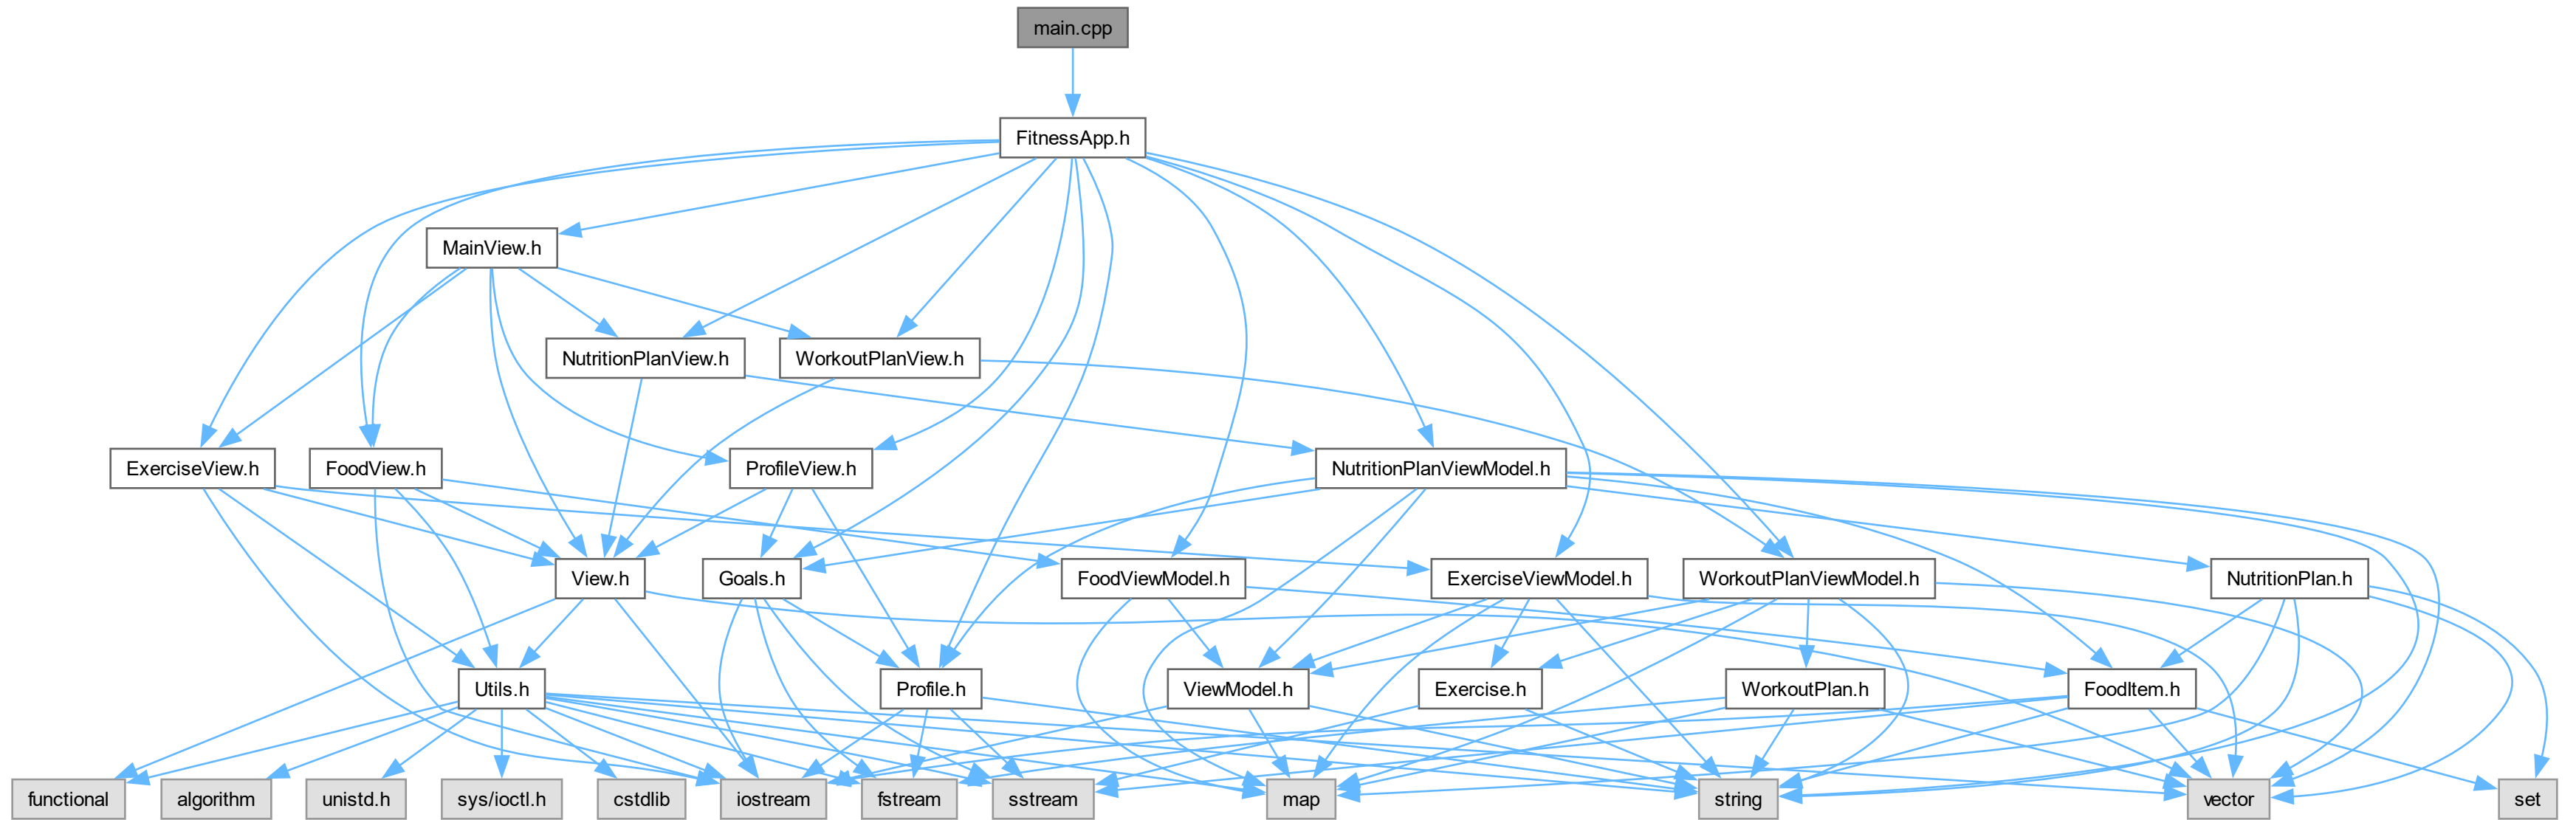 main.cpp
FitnessApp.h
MainView.h
NutritionPlanView.h
WorkoutPlanView.h
ExerciseView.h
FoodView.h
ProfileView.h
NutritionPlanViewModel.h
View.h
Goals.h
FoodViewModel.h
ExerciseViewModel.h
WorkoutPlanViewModel.h
NutritionPlan.h
Utils.h
Profile.h
ViewModel.h
Exercise.h
WorkoutPlan.h
FoodItem.h
functional
algorithm
unistd.h
sys/ioctl.h
cstdlib
iostream
fstream
sstream
map
string
vector
set